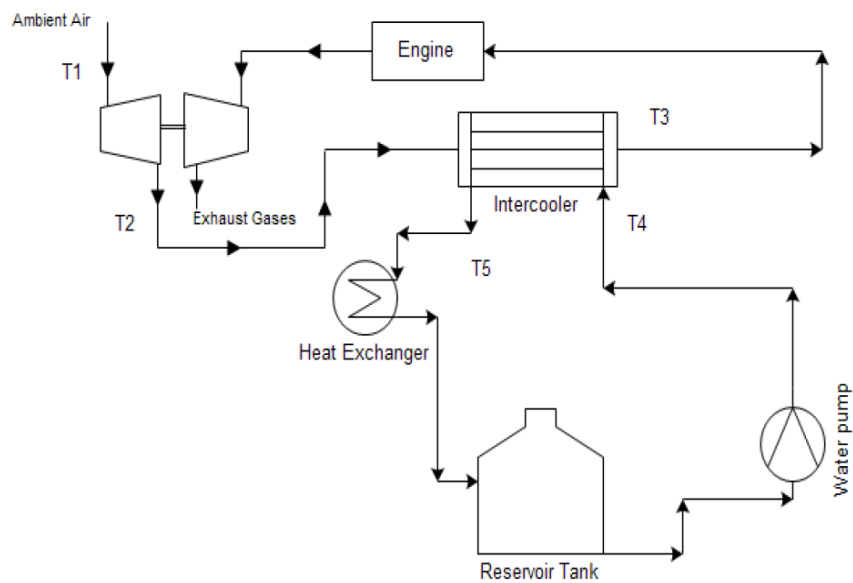 Ambient Air
T1
Engine
T3
Intercooler
T2
Exhaust Gases
T4
T5
Heat Exchanger
Water pump
Reservoir Tank